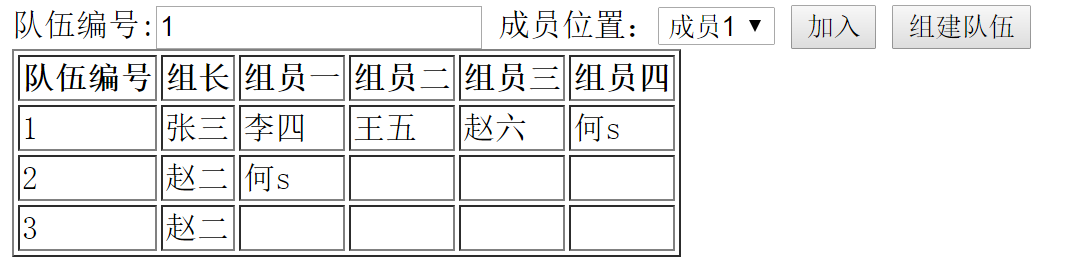 队伍编号:1 成员位置：成员1 加入 组建队伍
队伍编号 组长 组员一 组员二 组员三 组员四
1 张三 李四 王五 赵六 何s
2 赵二 何s
3 赵二